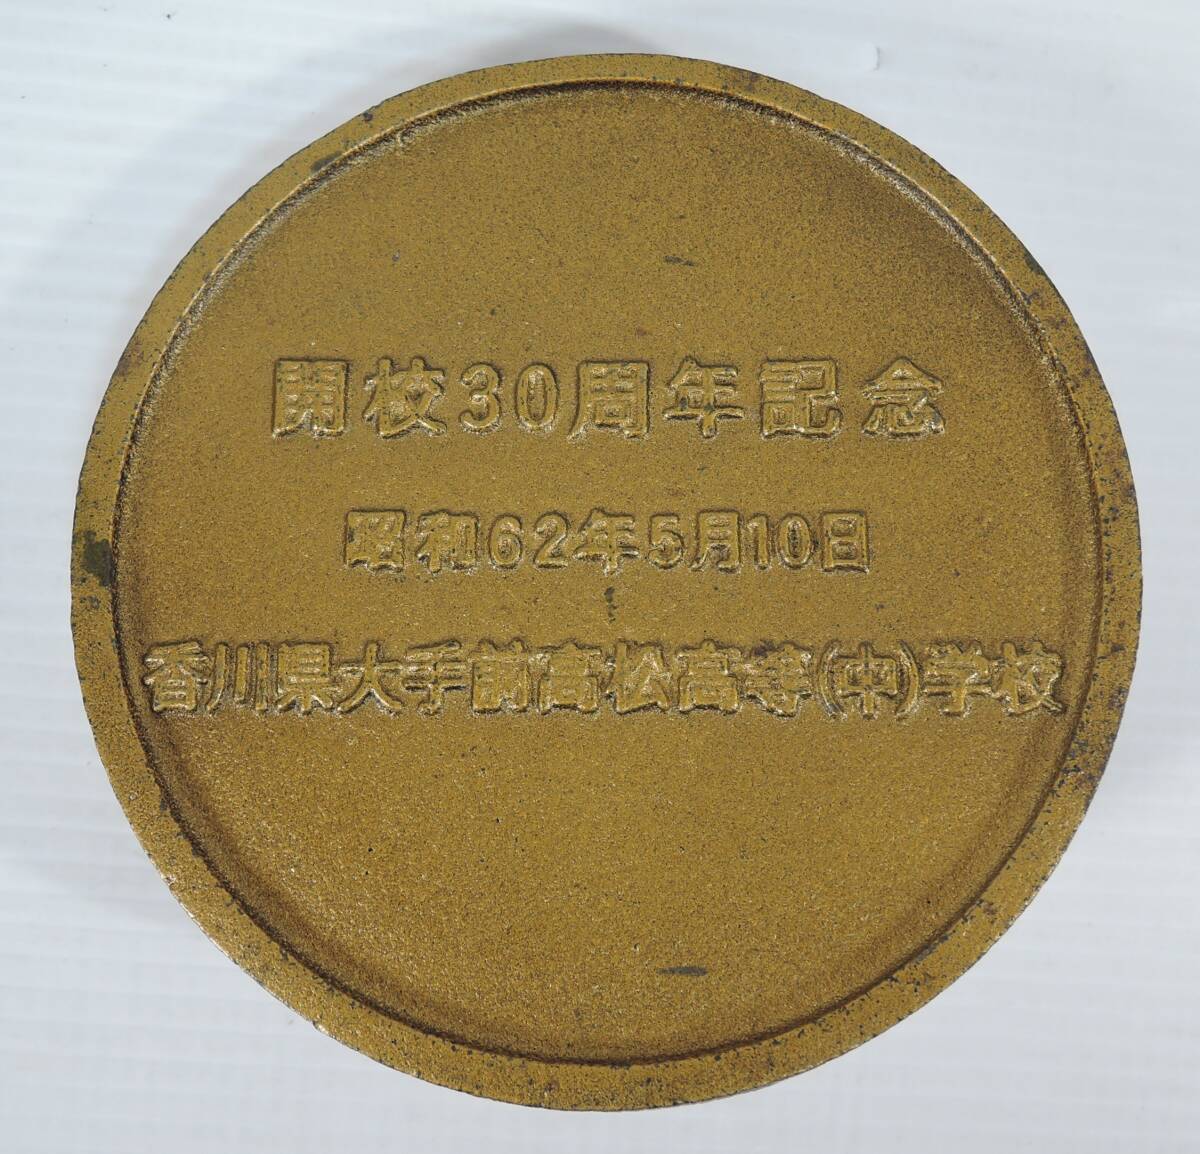 開校30周年記念
昭和62年5月10日
香川県大手前高松高等(中)学校